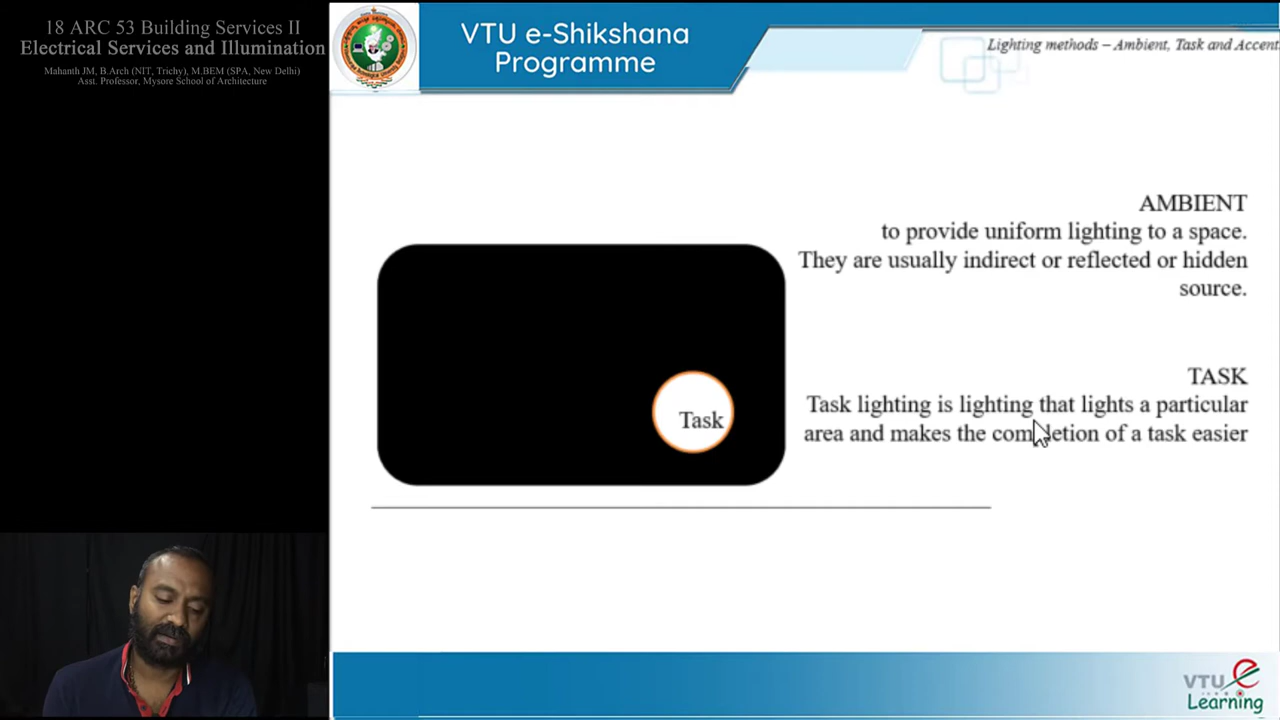 18 ARC 53 Building Services II
Electrical Services and Illumination
Mahanth JM, B.Arch (NIT, Trichy), M.BEM (SPA, New Delhi)
Asst. Professor, Mysore School of Architecture
VTU e-Shikshana
Programme
Lighting methods – Ambient, Task and Accent
AMBIENT
to provide uniform lighting to a space.
They are usually indirect or reflected or hidden
source.
Task
TASK
Task lighting is lighting that lights a particular
area and makes the completion of a task easier
VTU e
Learning